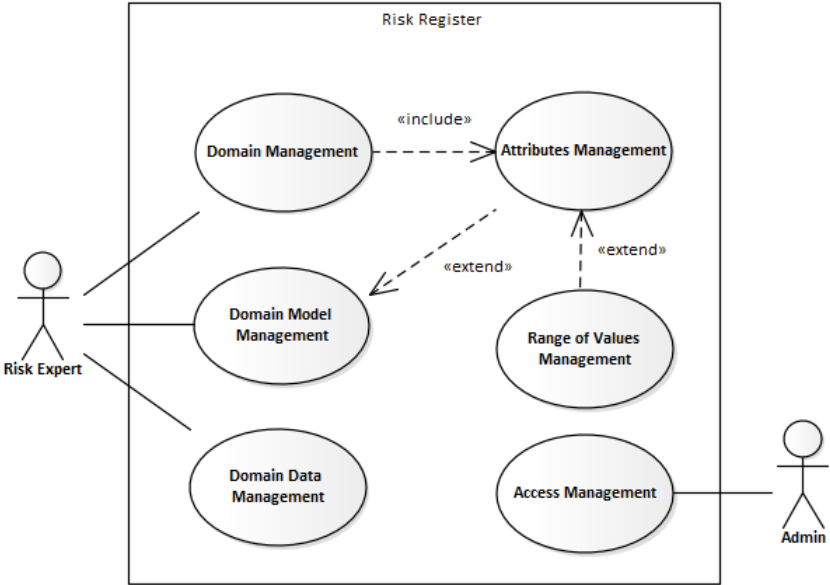 Risk Register
«include»
Domain Management
Attributes Management
«extend»
«extend»
Domain Model
Management
Range of Values
Management
Risk Expert
Domain Data
Management
Access Management
Admin